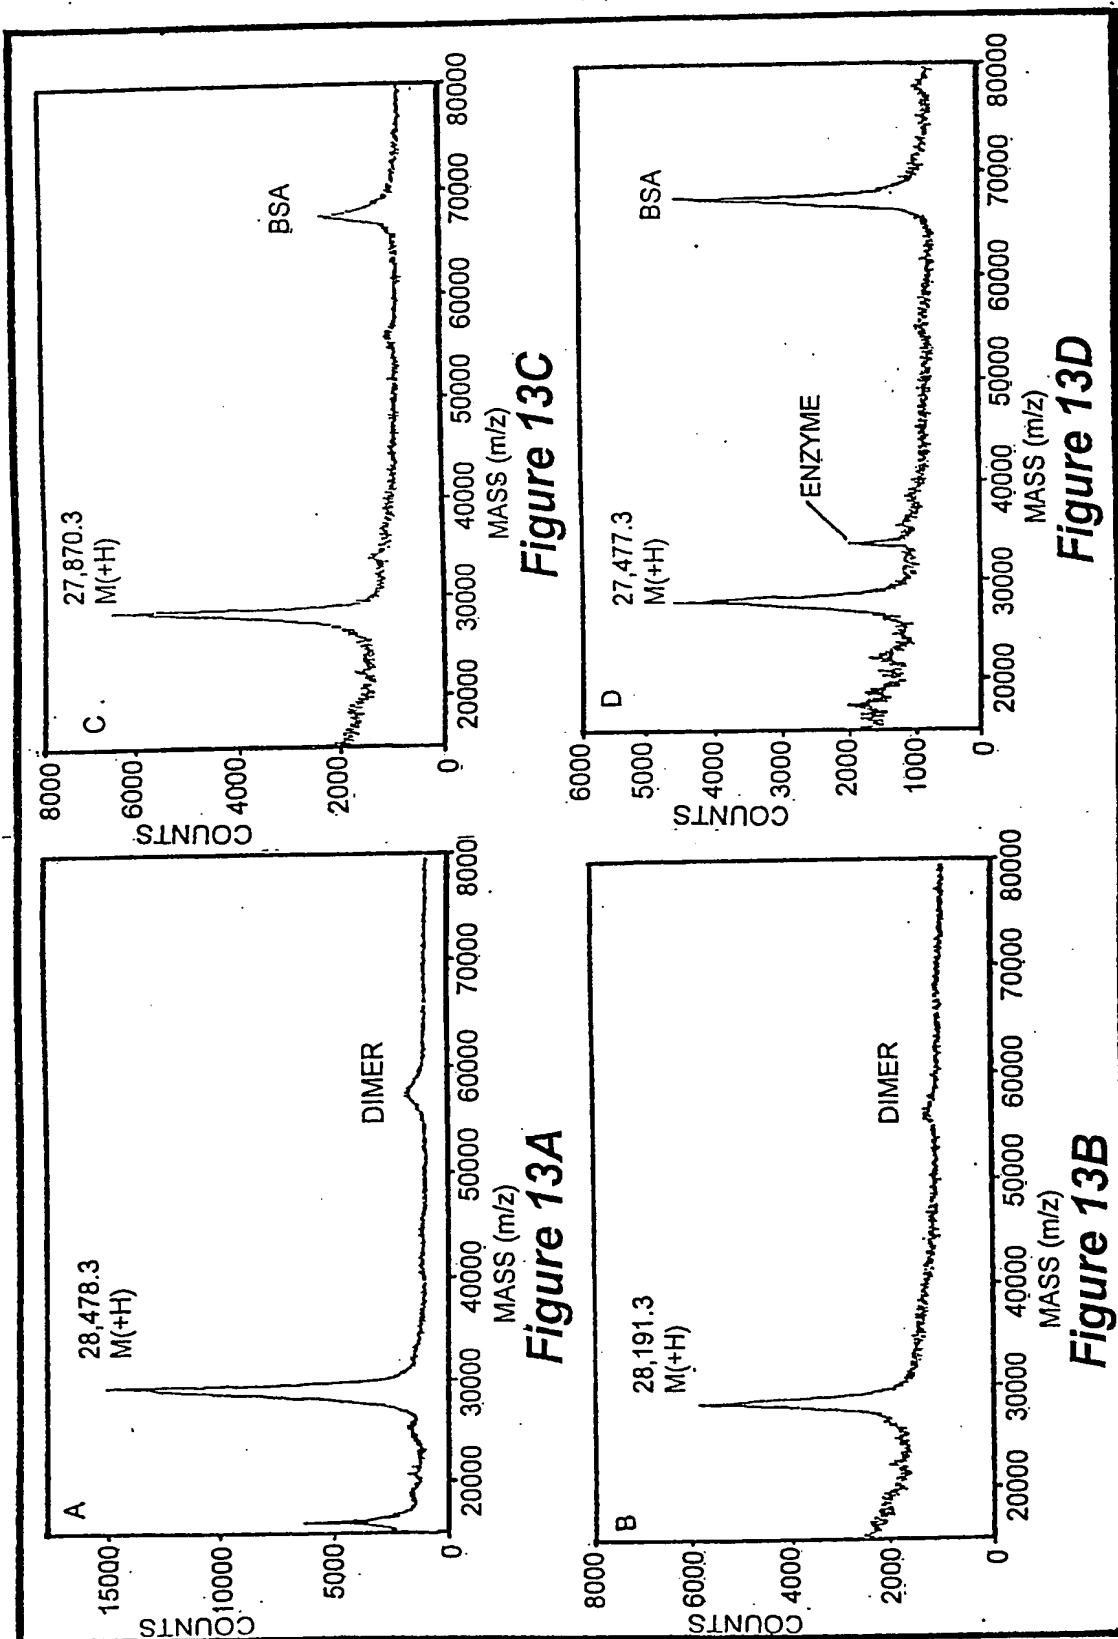 A
28,478.3
M(+H)
DIMER
COUNTS
15000
10000
5000
0
20000 30000 40000 50000 60000 70000 8000
MASS (m/z)
Figure 13A
B
28,191.3
M(+H)
DIMER
COUNTS
8000
6000
4000
2000
0
20000 30000 40000 50000 60000 70000 80000
MASS (m/z)
Figure 13B
C
27,870.3
M(+H)
BSA
COUNTS
8000
6000
4000
2000
0
20000 30000 40000 50000 60000 70000 80000
MASS (m/z)
Figure 13C
D
27,477.3
M(+H)
ENZYME
BSA
COUNTS
6000
5000
4000
3000
2000
1000
0
20000 30000 40000 50000 60000 70000 80000
MASS (m/z)
Figure 13D